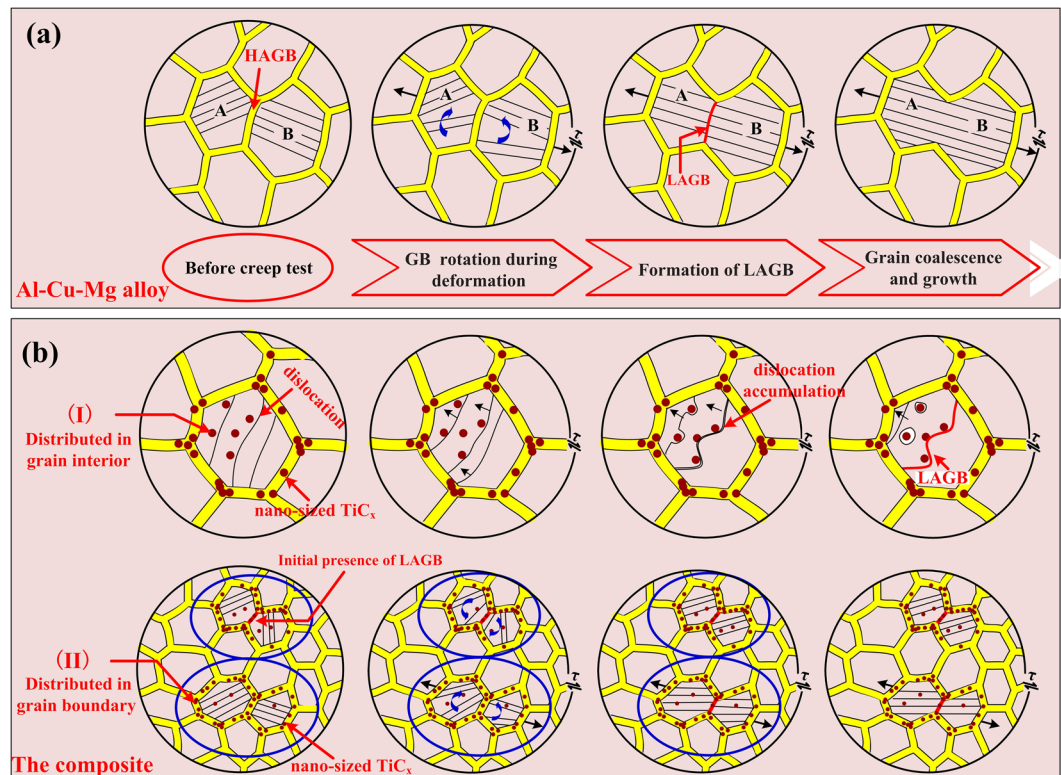 (a)
HAGB
A
B
A
B
τ
A
B
LAGB
τ
A
B
τ
Before creep test
GB rotation during
deformation
Formation of LAGB
Grain coalescence
and growth
Al-Cu-Mg alloy
(b)
(I)
Distributed in
grain interior
dislocation
nano-sized TiCx
τ
dislocation
accumulation
τ
LAGB
τ
Initial presence of LAGB
(II)
Distributed in
grain boundary
nano-sized TiCx
τ
τ
τ
The composite